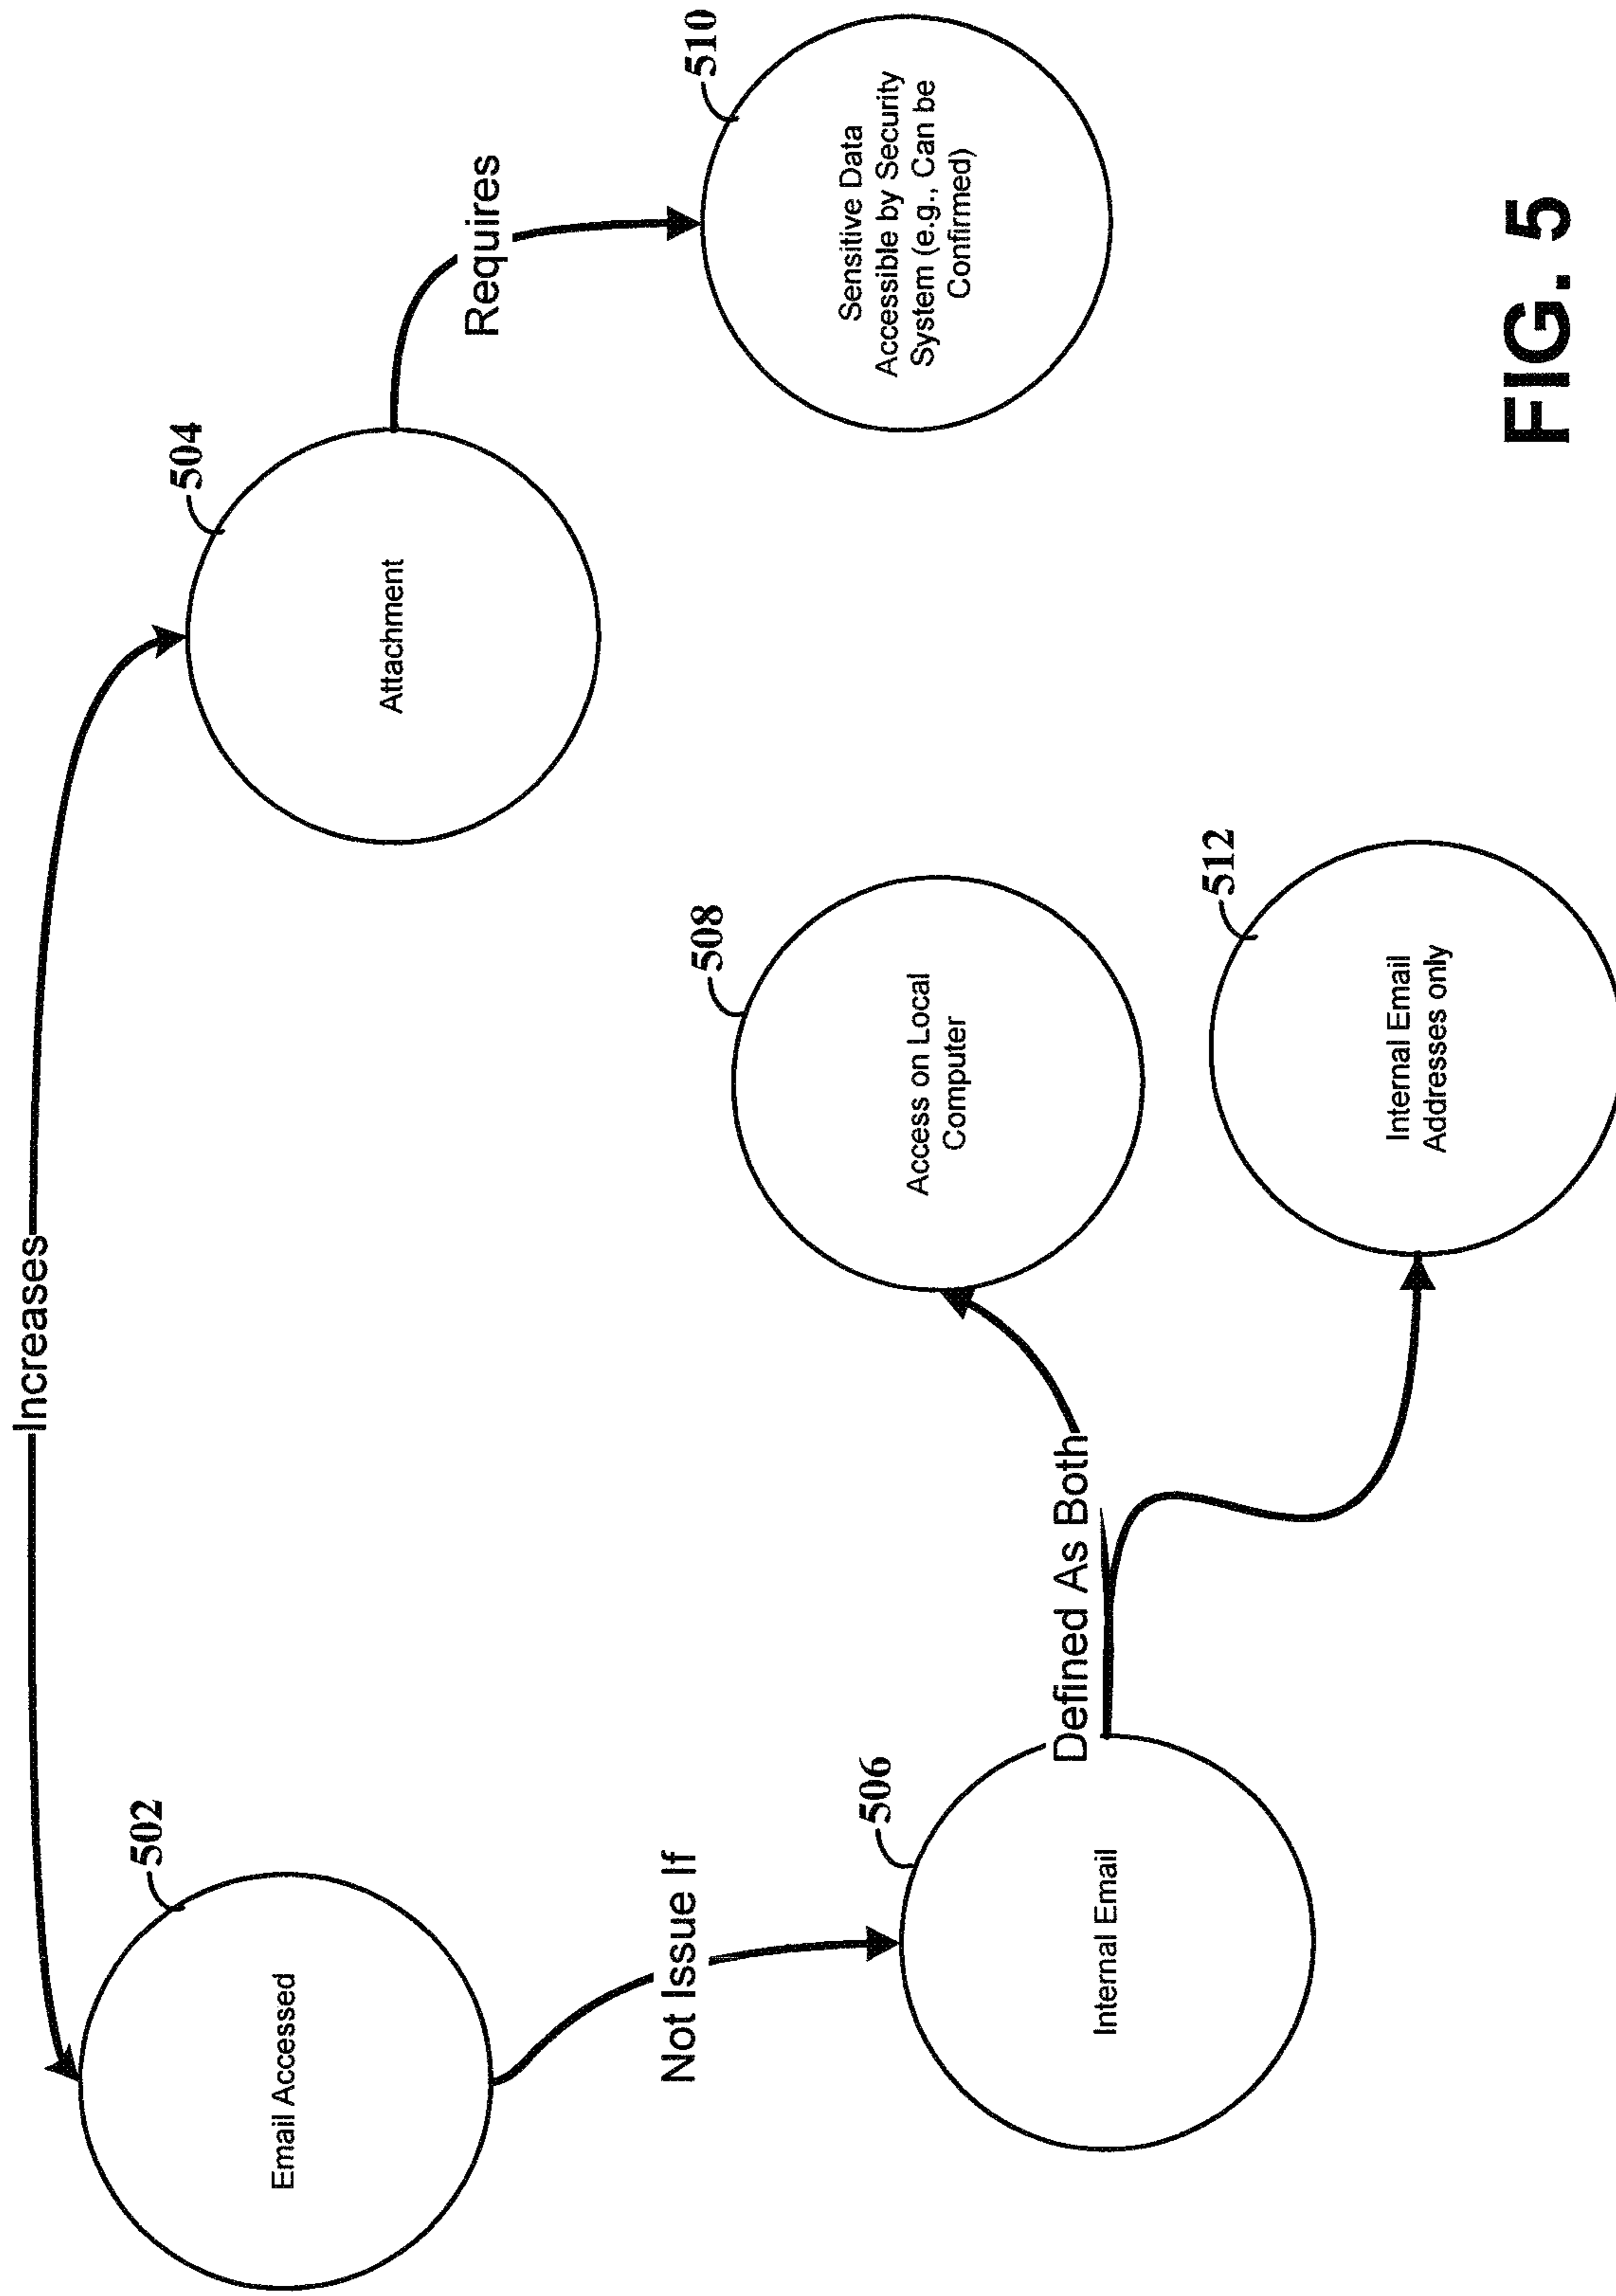 Increases
502
Email Accessed
504
Attachment
Requires
510
Sensitive Data
Accessible by Security
System (e.g., Can be
Confirmed)
Not Issue If
506
Internal Email
Defined As Both
508
Access on Local
Computer
512
Internal Email
Addresses only
FIG. 5